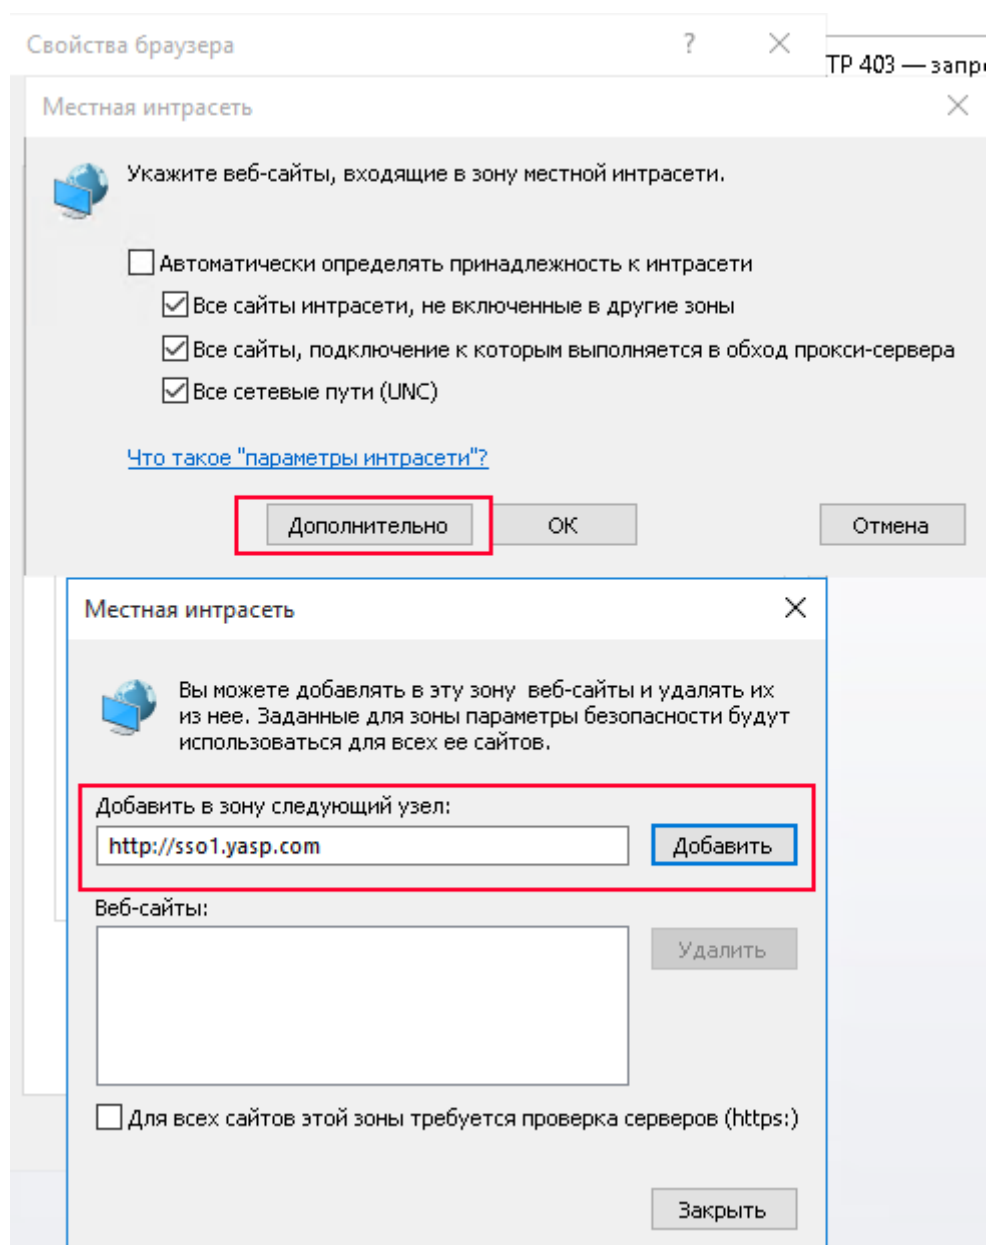 Свойства браузера
?
ТР 403 — запр
Местная интрасеть
Укажите веб-сайты, входящие в зону местной интрасети.
Автоматически определять принадлежность к интрасети
Все сайты интрасети, не включенные в другие зоны
Все сайты, подключение к которым выполняется в обход прокси-сервера
Все сетевые пути (UNC)
Что такое "параметры интрасети"?
Дополнительно
ОК
Отмена
Местная интрасеть
Вы можете добавлять в эту зону веб-сайты и удалять их
из нее. Заданные для зоны параметры безопасности будут
использоваться для всех ее сайтов.
Добавить в зону следующий узел:
http://sso1.yasp.com
Добавить
Веб-сайты:
Удалить
Для всех сайтов этой зоны требуется проверка серверов (https:)
Закрыть